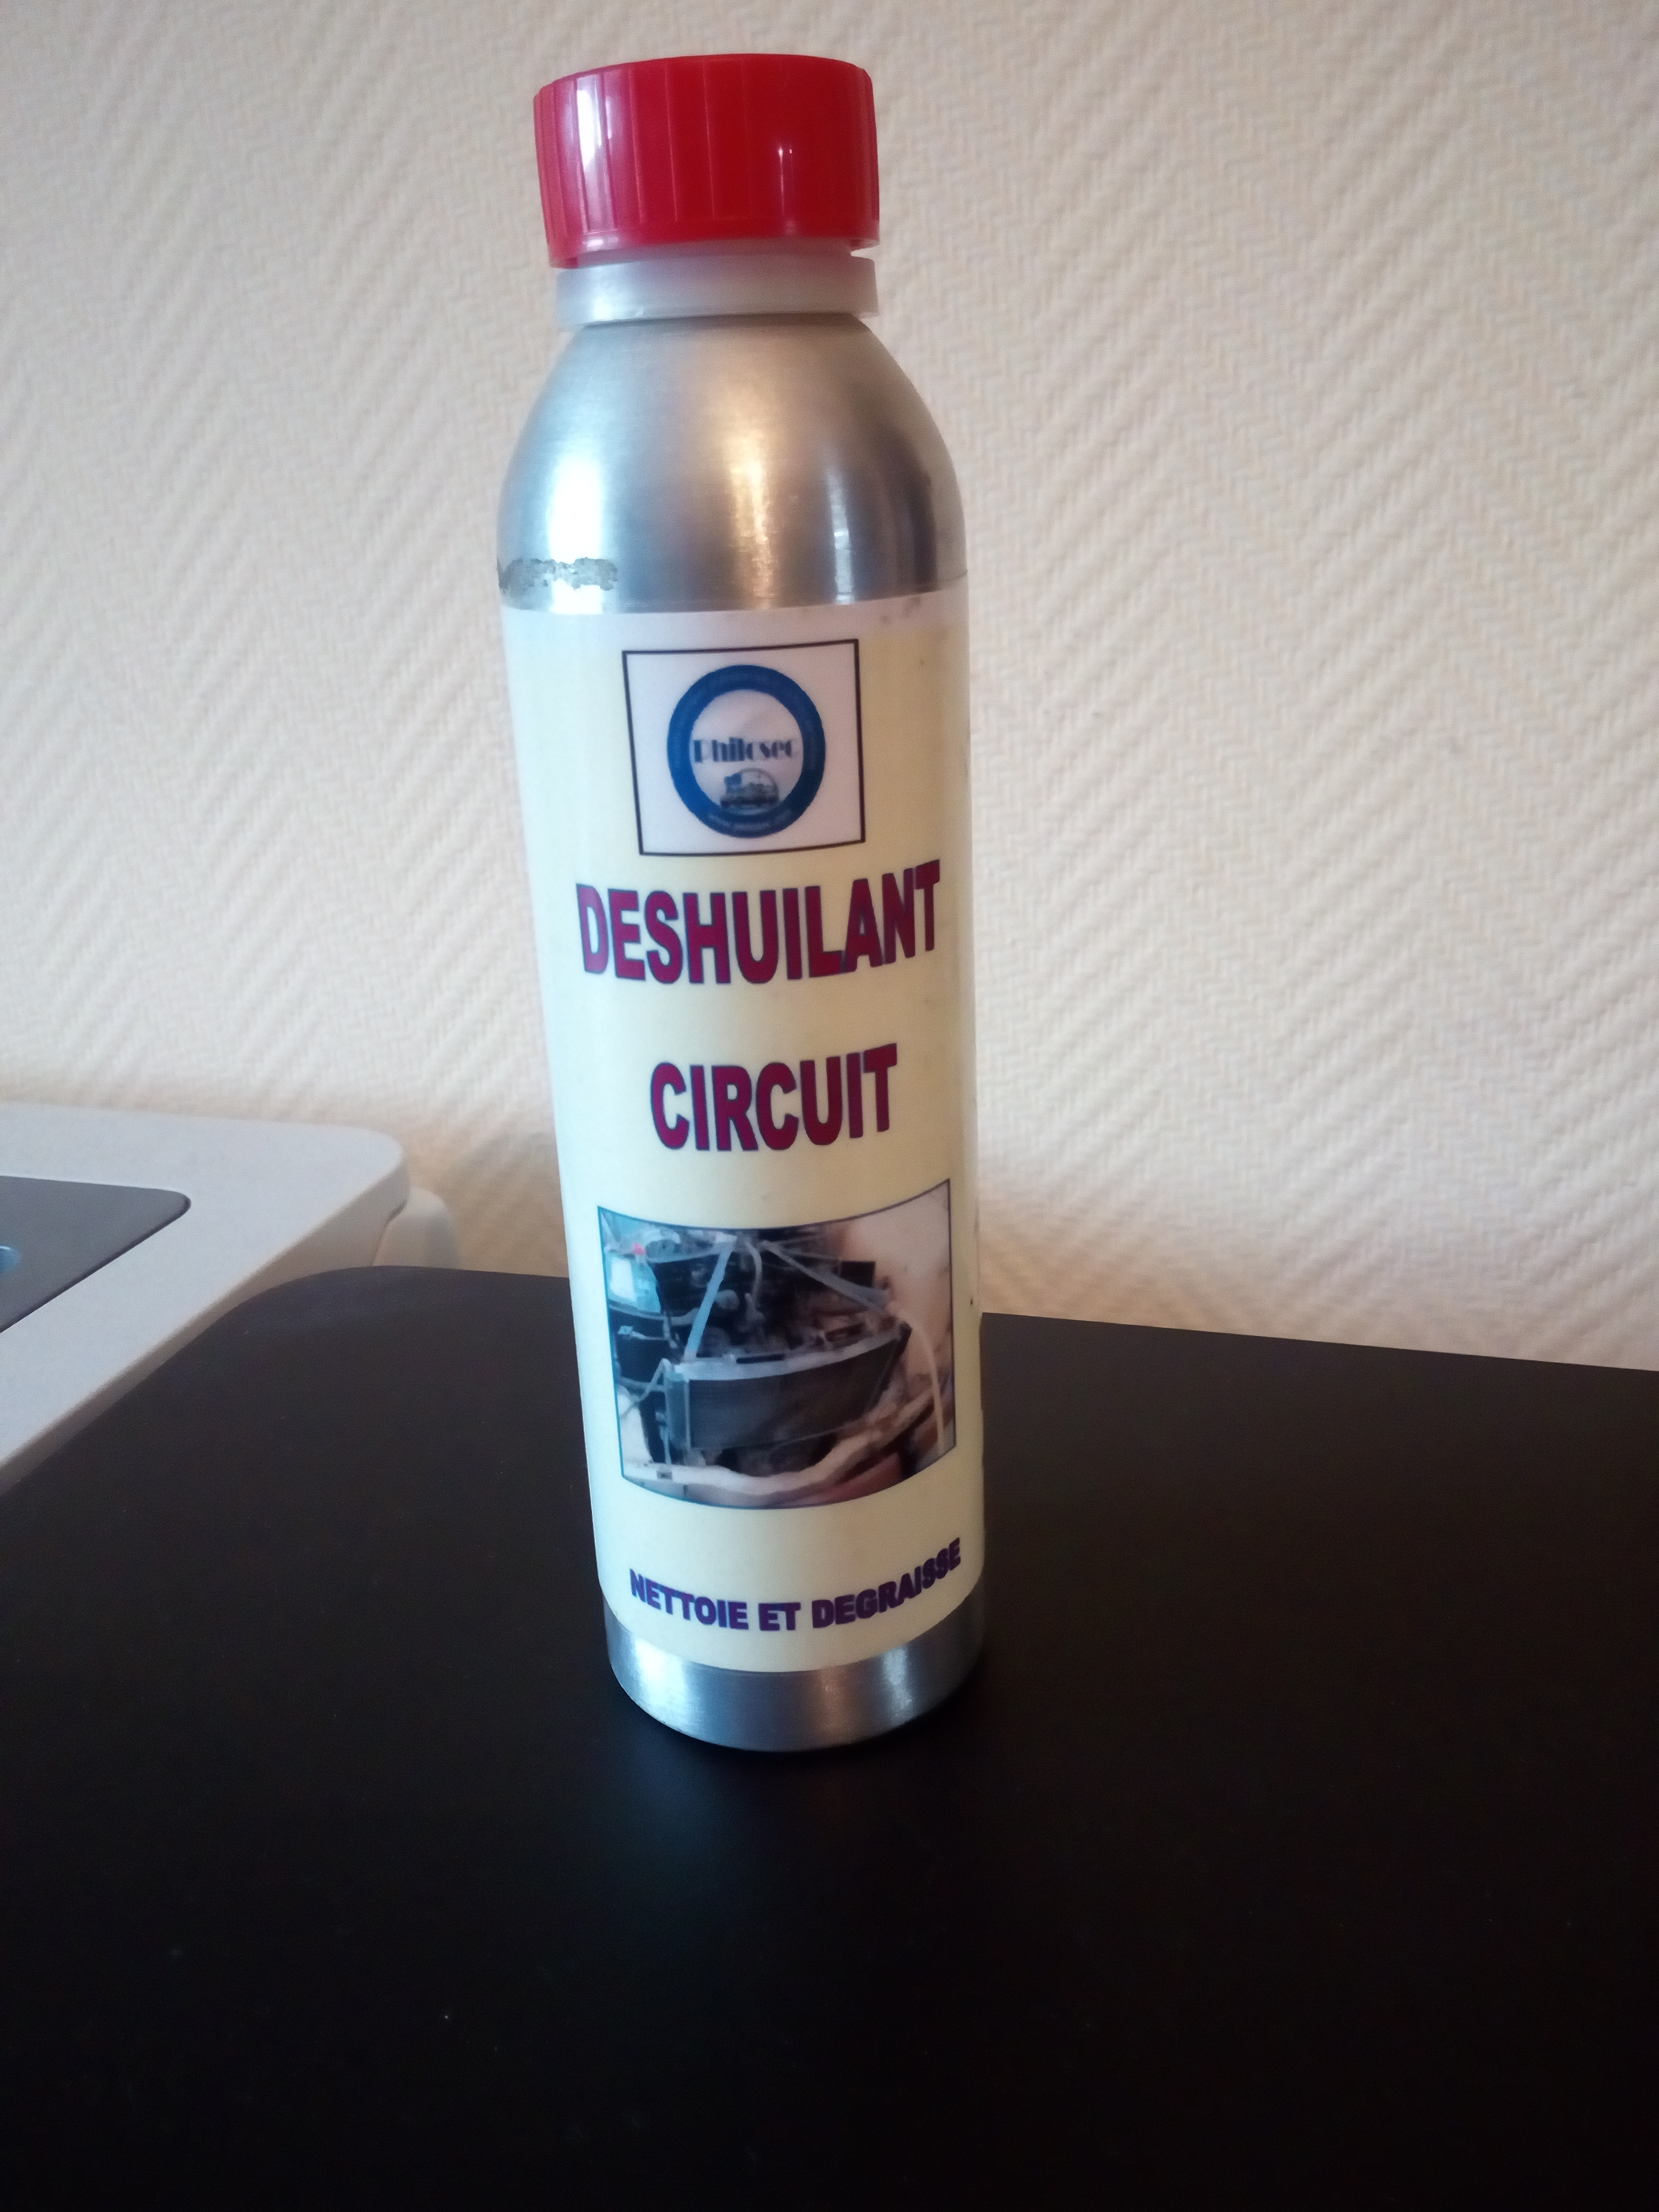 Philosec
DESHUILANT
CIRCUIT
NETTOIE ET DEGRAISSE